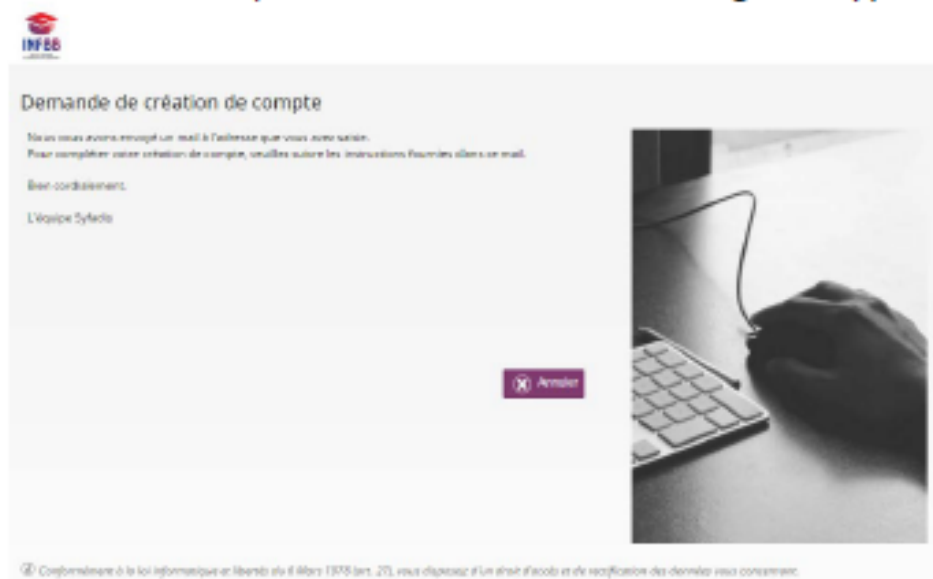 INFBB
Demande de création de compte
Nous vous avons envoyé un mail à l'adresse que vous avez saisie.
Pour compléter votre création de compte, veuillez suivre les instructions fournies dans ce mail.
Bien cordialement.
L'équipe Syfadis
Annuler
Conformément à la loi informatique et libertés du 6 Mars 1978 (art. 27), vous disposez d'un droit d'accès et de rectification des données vous concernant.